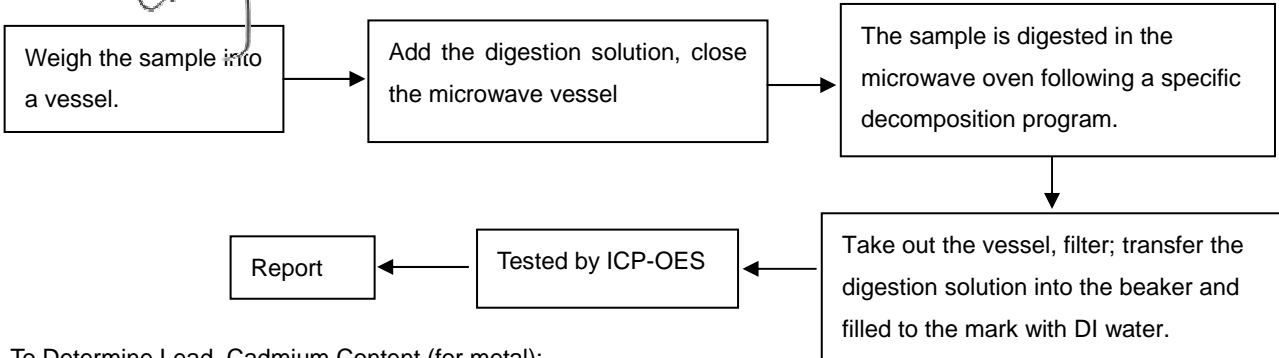 Weigh the sample into
a vessel.
Add the digestion solution, close
the microwave vessel
The sample is digested in the
microwave oven following a specific
decomposition program.
Take out the vessel, filter; transfer the
digestion solution into the beaker and
filled to the mark with DI water.
Tested by ICP-OES
Report
To Determine Lead, Cadmium Content (for metal):